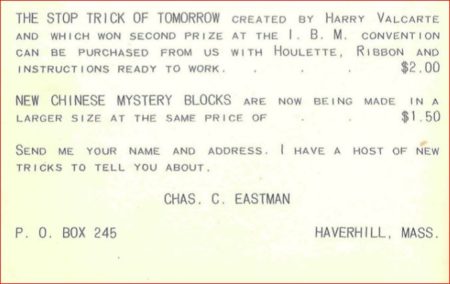 THE STOP TRICK OF TOMORROW CREATED BY HARRY VALCARTE
AND WHICH WON SECOND PRIZE AT THE I. B. M. CONVENTION
CAN BE PURCHASED FROM US WITH HOULETTE, RIBBON AND
INSTRUCTIONS READY TO WORK. . . . $2.00
NEW CHINESE MYSTERY BLOCKS ARE NOW BEING MADE IN A
LARGER SIZE AT THE SAME PRICE OF . . $1.50
SEND ME YOUR NAME AND ADDRESS. I HAVE A HOST OF NEW
TRICKS TO TELL YOU ABOUT.
CHAS. C. EASTMAN
P. O. BOX 245 HAVERHILL, MASS.